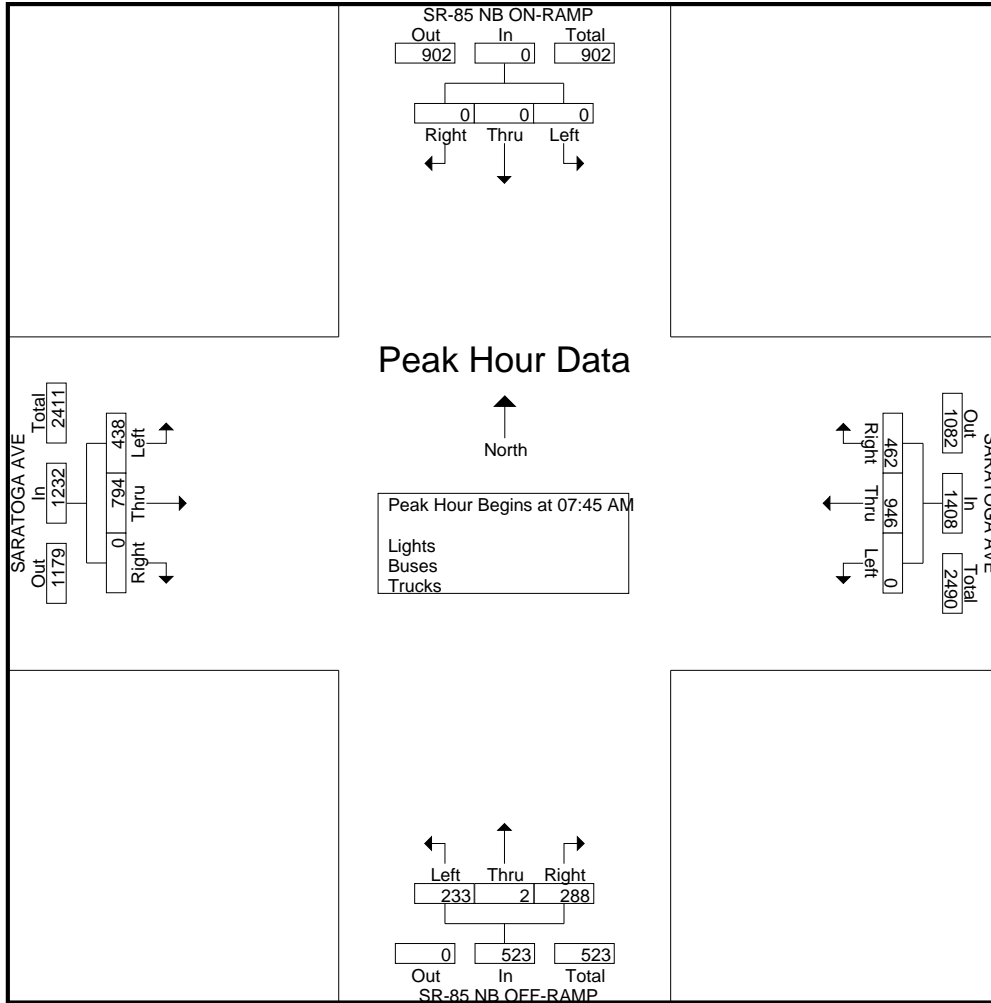 SR-85 NB ON-RAMP
Out In Total
902 0 902
0 0 0
Right Thru Left
Peak Hour Data
North
Peak Hour Begins at 07:45 AM
Lights
Buses
Trucks
SARATOGA AVE
Out In Total
1179 1232 2411
0 794 438
Right Thru Left
SARATOGA AVE
Out In Total
1082 1408 2490
462 946 0
Right Thru Left
Left Thru Right
233 2 288
0 523 523
Out In Total
SR-85 NB OFF-RAMP